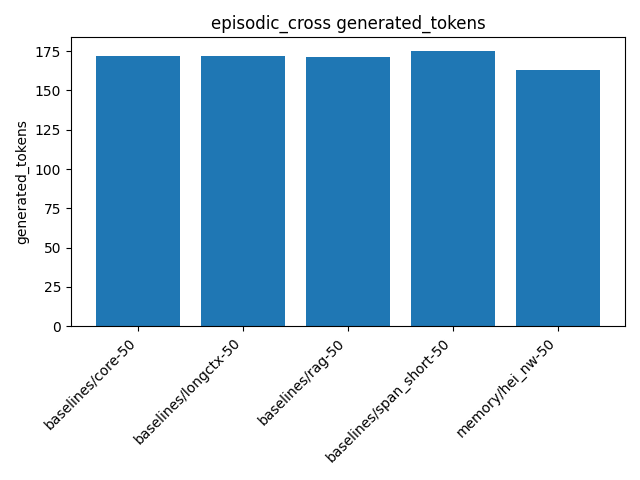 episodic_cross generated_tokens
generated_tokens
175
150
125
100
75
50
25
0
baselines/core-50
baselines/longctx-50
baselines/rag-50
baselines/span_short-50
memory/hei_nw-50